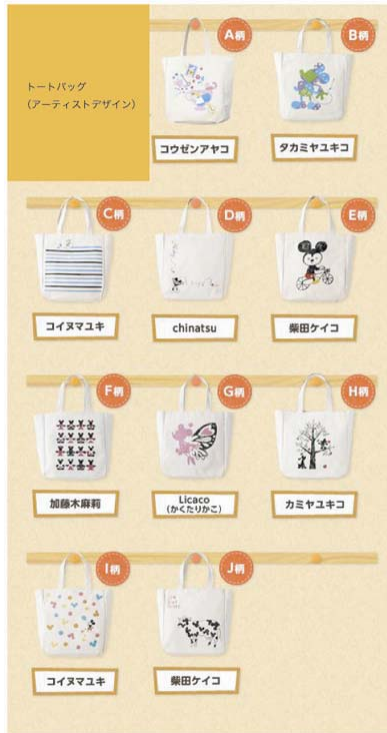 トートバッグ
（アーティストデザイン）
A柄
コウゼンアヤコ
B柄
タカミヤユキコ
C柄
コイヌマユキ
D柄
chinatsu
E柄
柴田ケイコ
F柄
加藤木麻莉
G柄
Licaco
（かくたりかこ）
H柄
カミヤユキコ
I柄
コイヌマユキ
J柄
柴田ケイコ